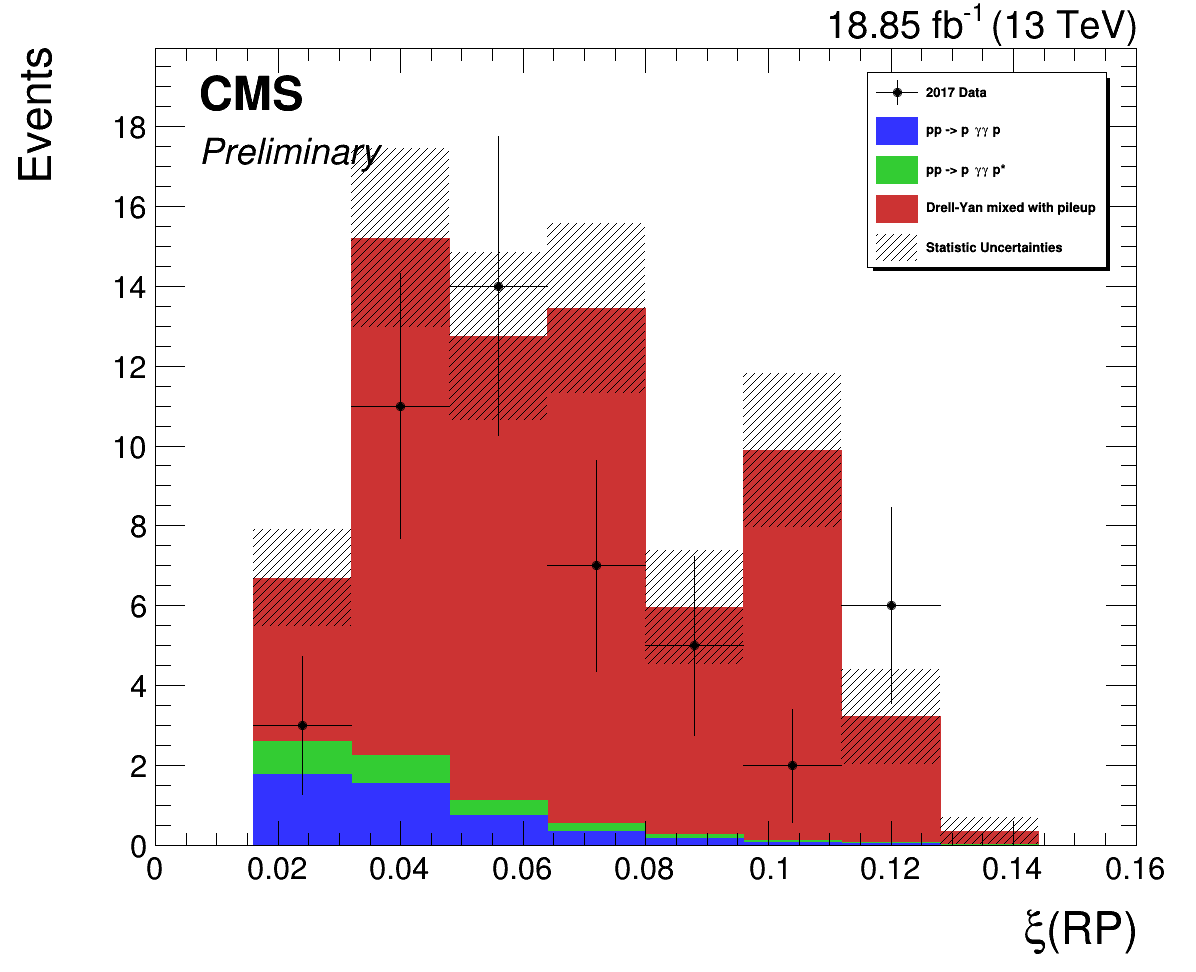 18.85 fb⁻¹ (13 TeV)
Events
CMS
Preliminary
2017 Data
pp -> p γγ p
pp -> p γγ p*
Drell-Yan mixed with pileup
Statistic Uncertainties
18
16
14
12
10
8
6
4
2
0
0 0.02 0.04 0.06 0.08 0.1 0.12 0.14 0.16
ξ(RP)